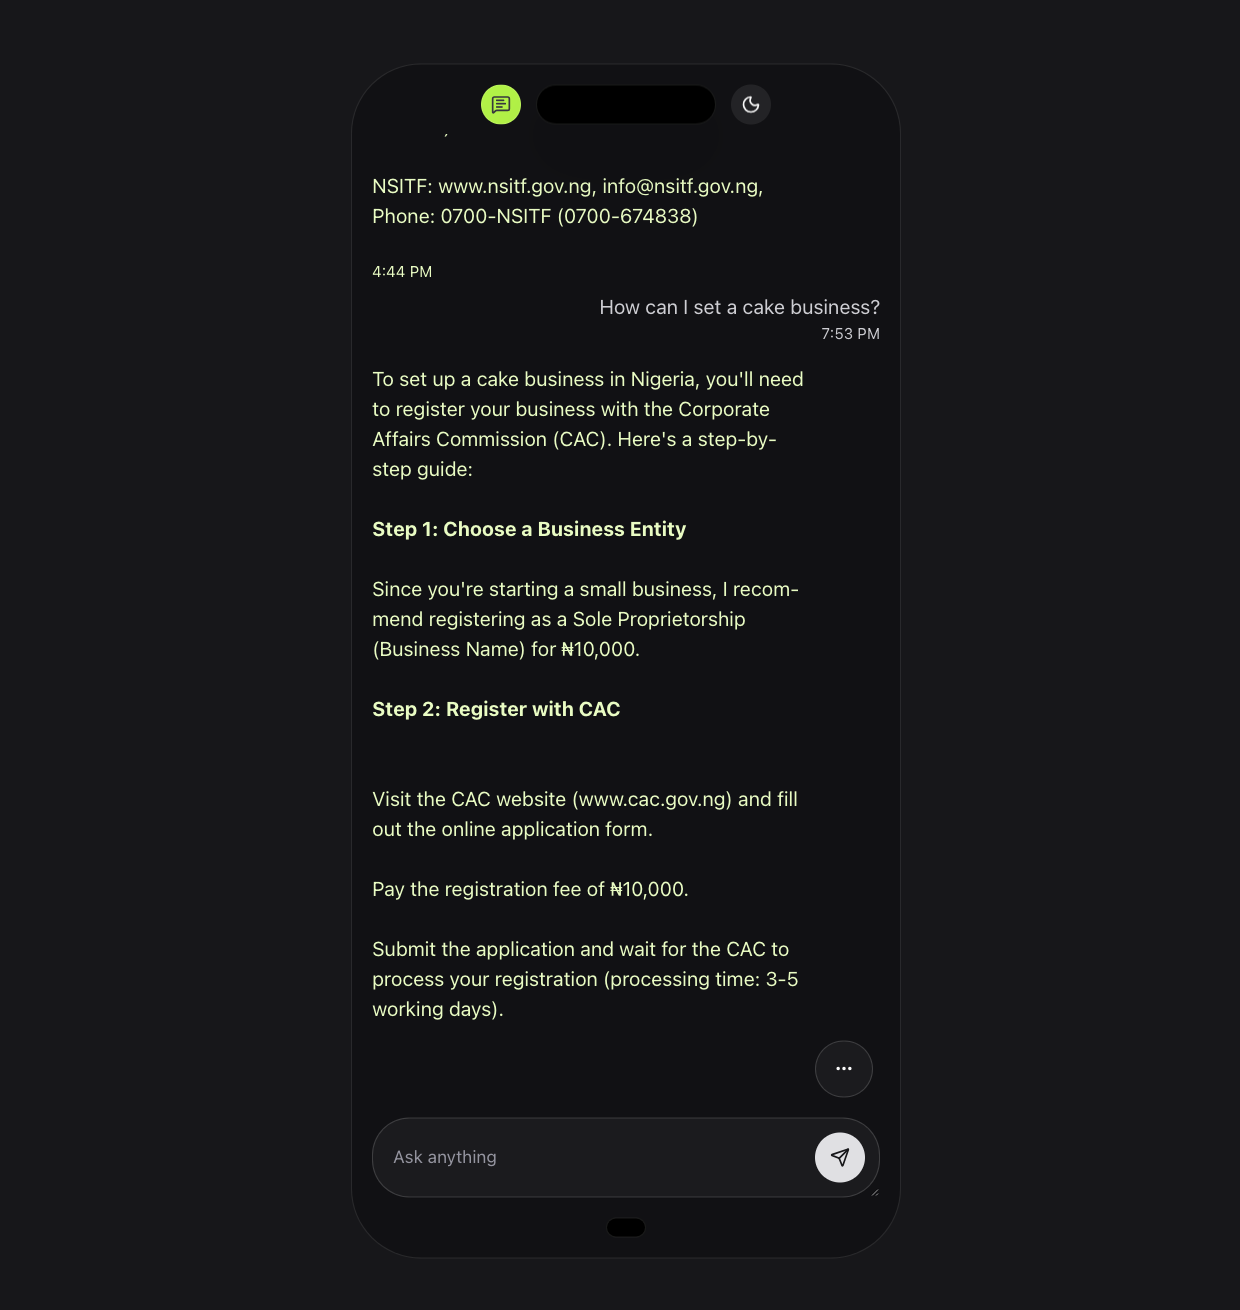 NSITF: www.nsitf.gov.ng, info@nsitf.gov.ng,
Phone: 0700-NSITF (0700-674838)
4:44 PM
How can I set a cake business?
7:53 PM
To set up a cake business in Nigeria, you'll need
to register your business with the Corporate
Affairs Commission (CAC). Here's a step-by-
step guide:
Step 1: Choose a Business Entity
Since you're starting a small business, I recom-
mend registering as a Sole Proprietorship
(Business Name) for ₦10,000.
Step 2: Register with CAC
Visit the CAC website (www.cac.gov.ng) and fill
out the online application form.
Pay the registration fee of ₦10,000.
Submit the application and wait for the CAC to
process your registration (processing time: 3-5
working days).
Ask anything